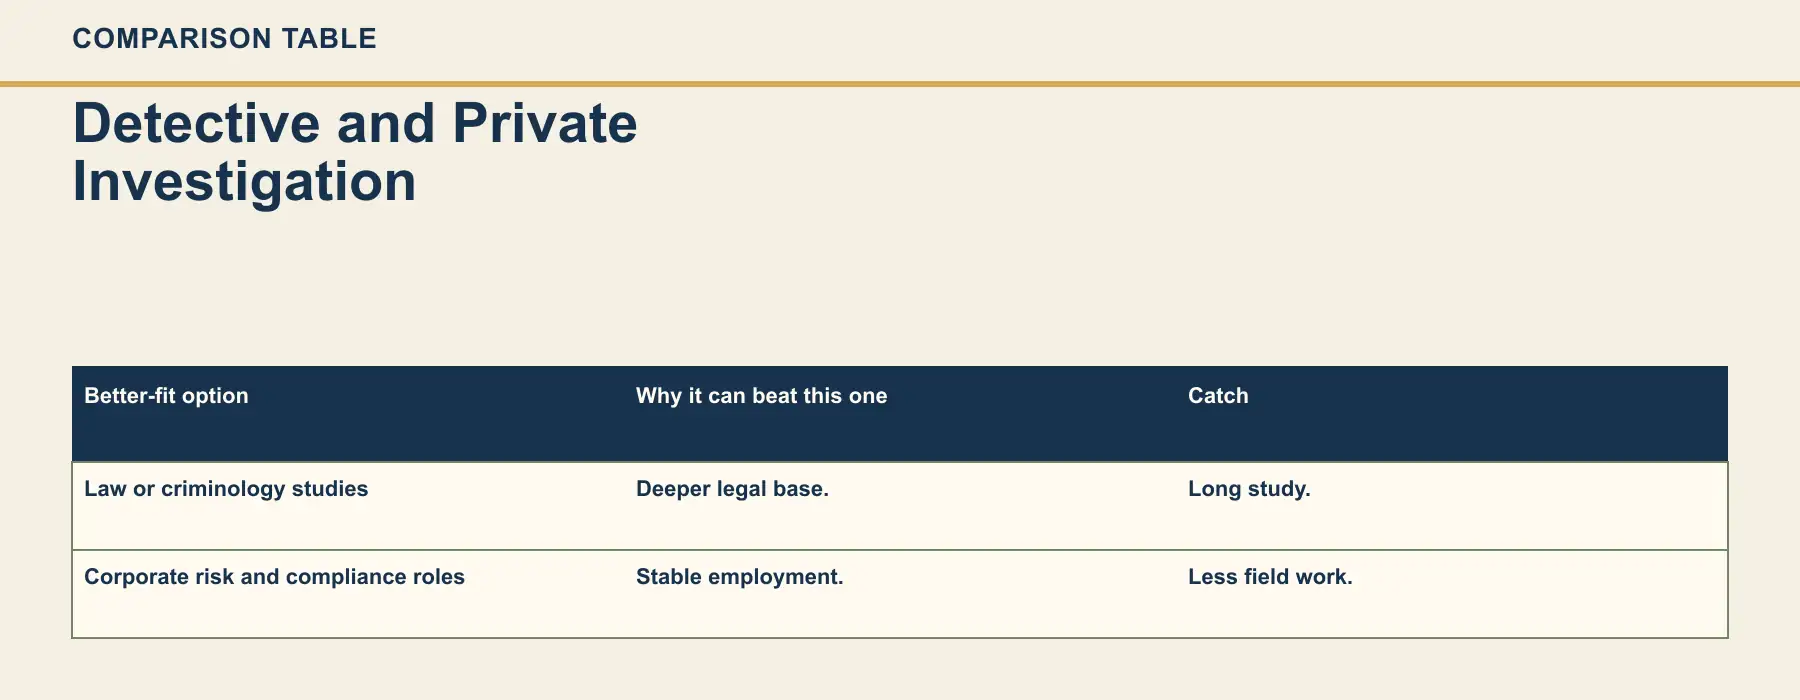 COMPARISON TABLE
Detective and Private
Investigation
Better-fit option Why it can beat this one Catch
Law or criminology studies Deeper legal base. Long study.
Corporate risk and compliance roles Stable employment. Less field work.